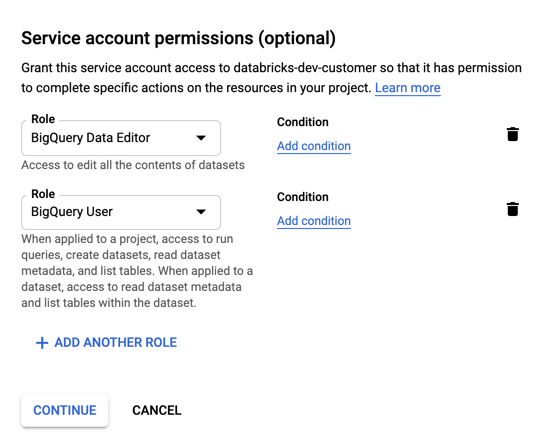 Service account permissions (optional)
Grant this service account access to databricks-dev-customer so that it has permission
to complete specific actions on the resources in your project. Learn more
Role
BigQuery Data Editor
Condition
Add condition
Access to edit all the contents of datasets
Role
BigQuery User
Condition
Add condition
When applied to a project, access to run
queries, create datasets, read dataset
metadata, and list tables. When applied to a
dataset, access to read dataset metadata
and list tables within the dataset.
+ ADD ANOTHER ROLE
CONTINUE CANCEL